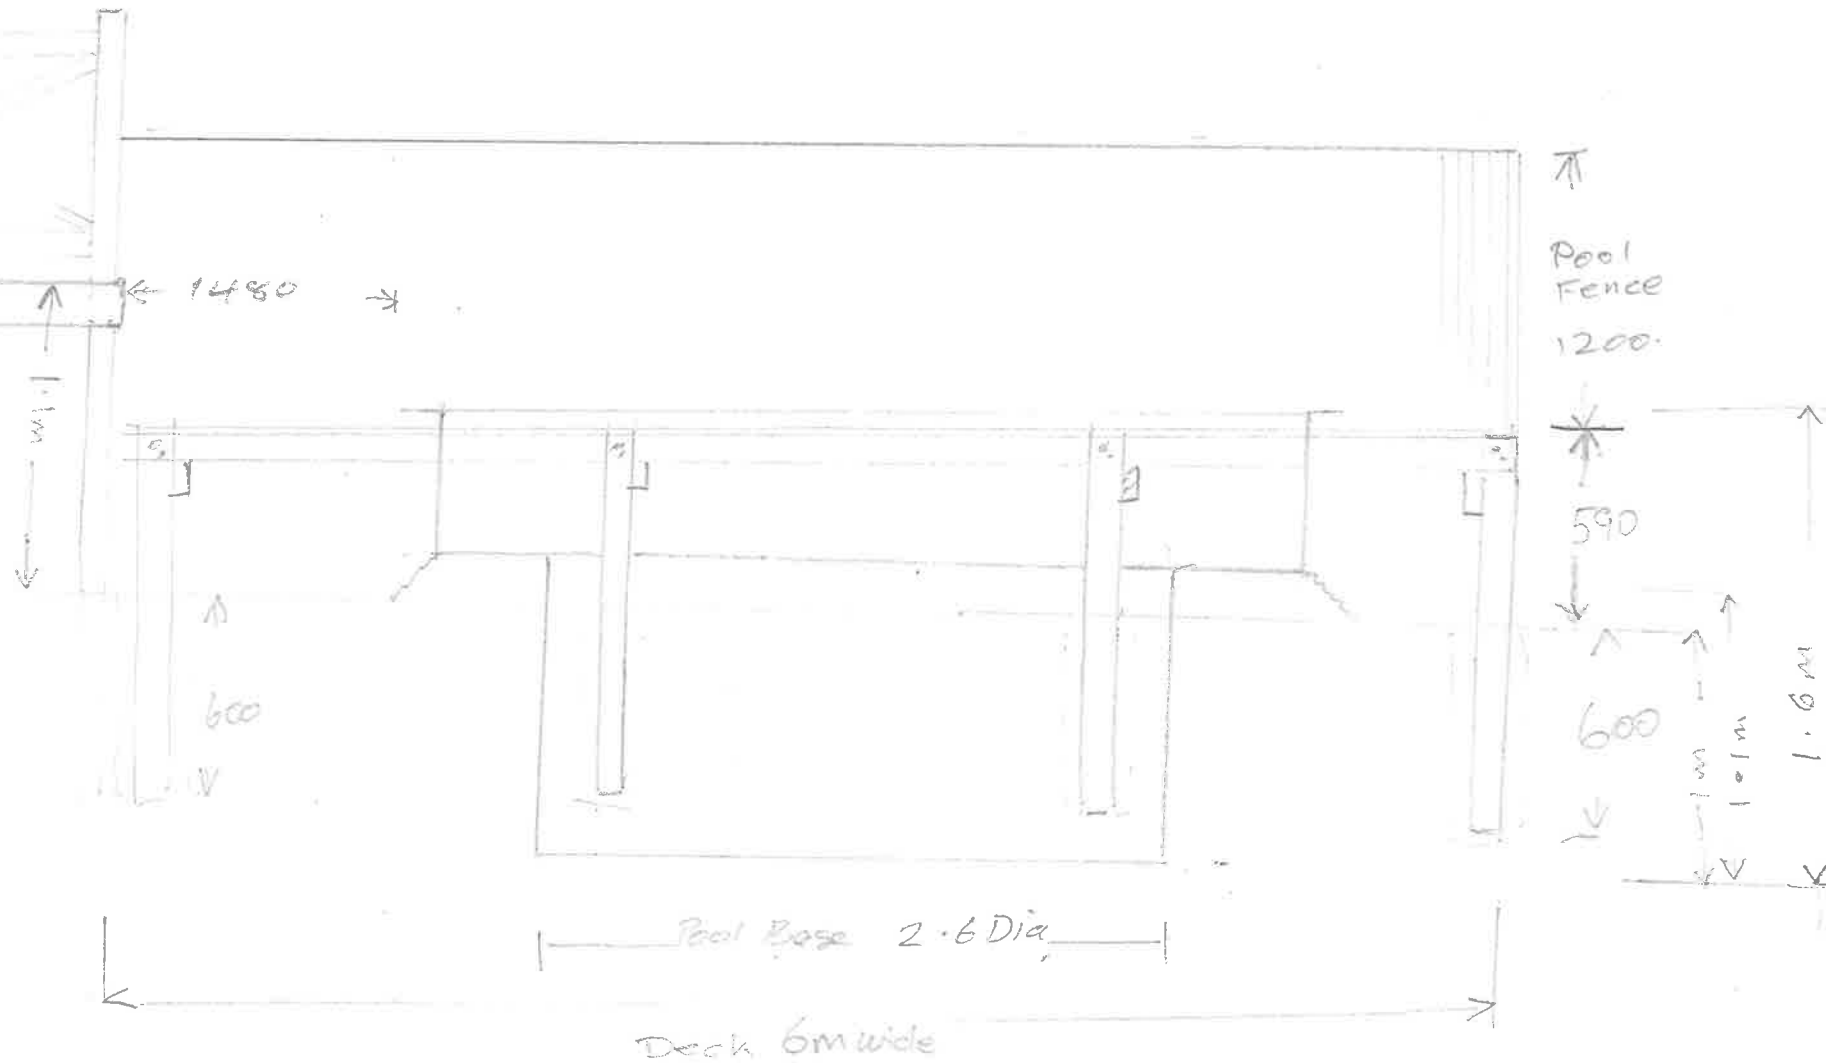 Pool
Fence
1200.
1480
1.1m
590
600
600
1m
1.1m
1.6M
Pool Base 2.6 Dia
Deck 6m wide